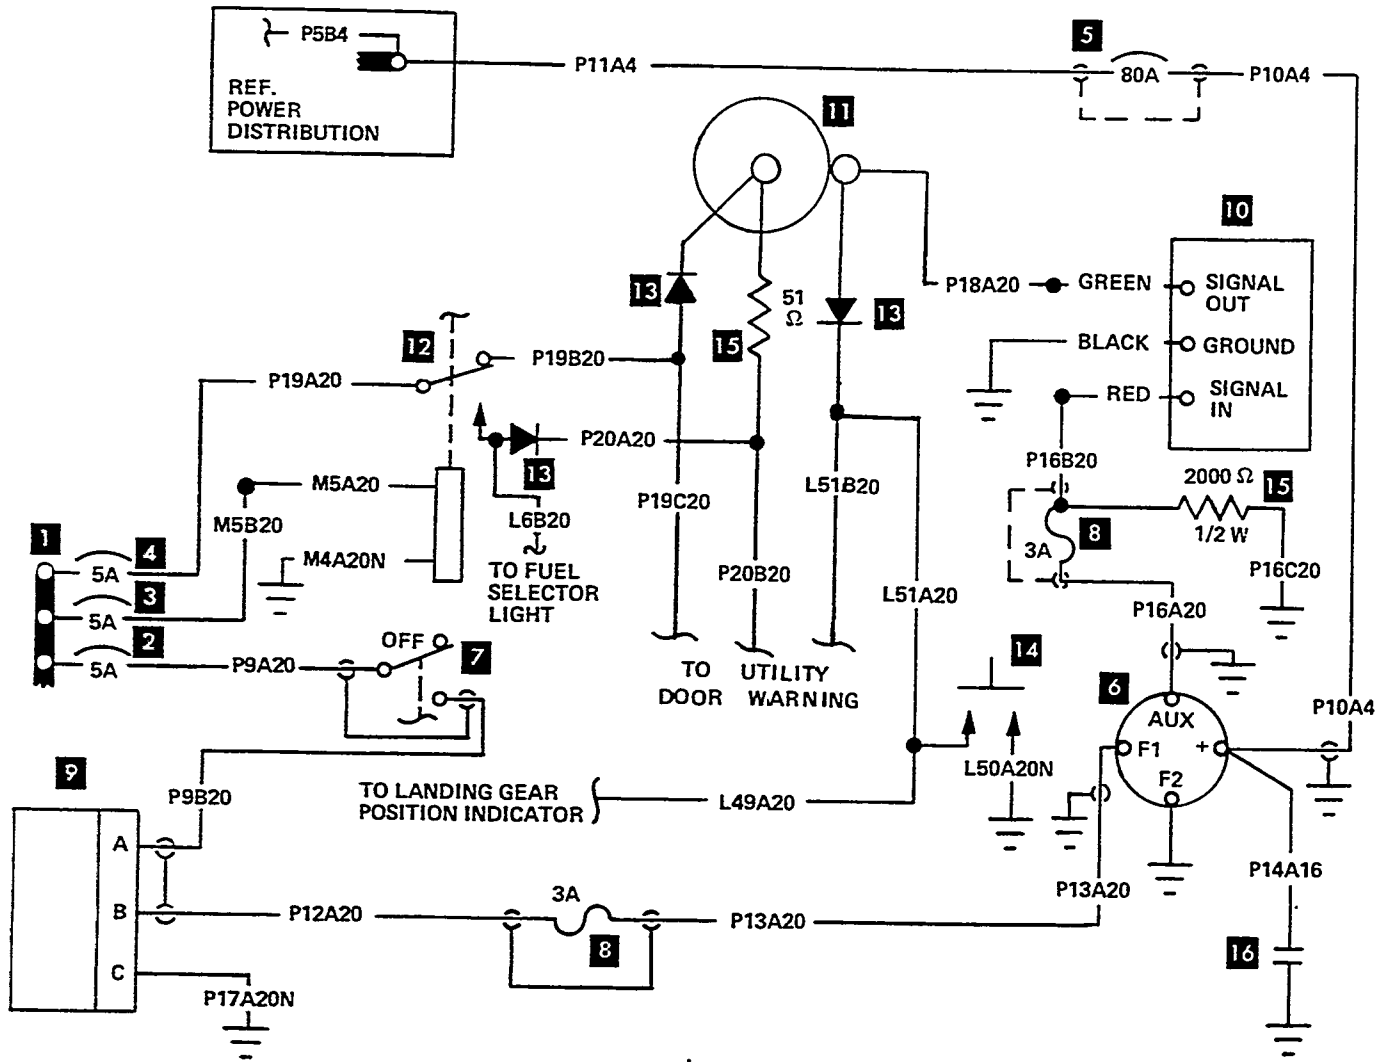 P5B4
REF.
POWER
DISTRIBUTION
P11A4
5
80A
P10A4
11
10
13
51
Ω
15
13
P18A20
GREEN
SIGNAL
OUT
BLACK
GROUND
RED
SIGNAL
IN
12
P19B20
P19A20
P20A20
13
M5A20
M5B20
L6B20
M4A20N
TO FUEL
SELECTOR
LIGHT
P19C20
P20B20
L51B20
L51A20
P16B20
2000 Ω
15
1/2 W
3A
8
P16C20
P16A20
1
5A
4
5A
3
5A
2
P9A20
OFF
7
TO UTILITY
DOOR WARNING
14
6
AUX
F1
+
F2
P10A4
L50A20N
9
P9B20
TO LANDING GEAR
POSITION INDICATOR
L49A20
A
B
C
P12A20
3A
8
P13A20
P13A20
P14A16
16
P17A20N